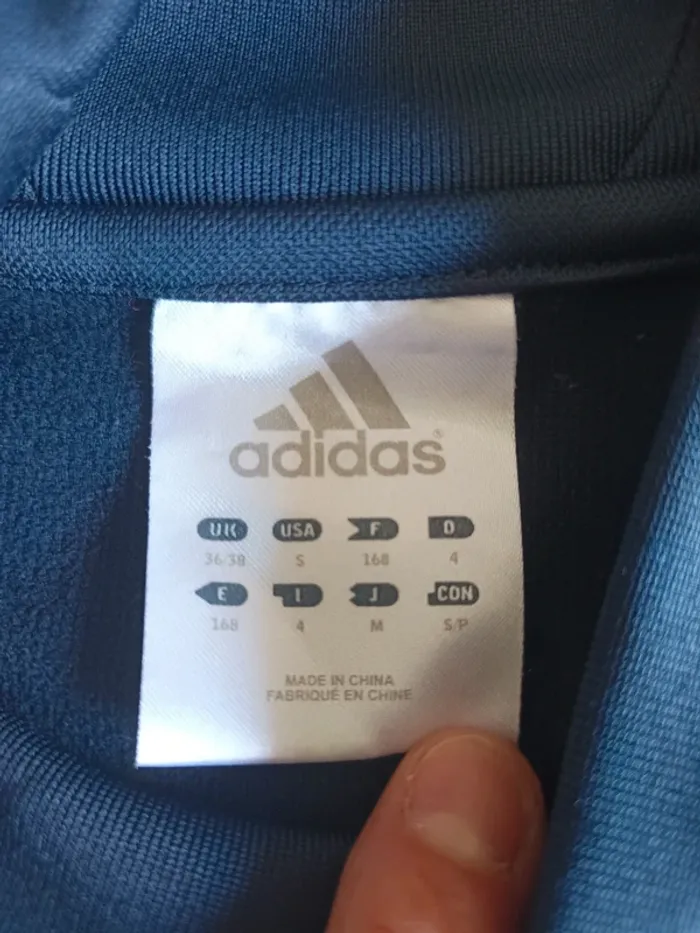 adidas®
UK USA F D
36/38 S 168 4
E I J CON
168 4 M S/P
MADE IN CHINA
FABRIQUÉ EN CHINE